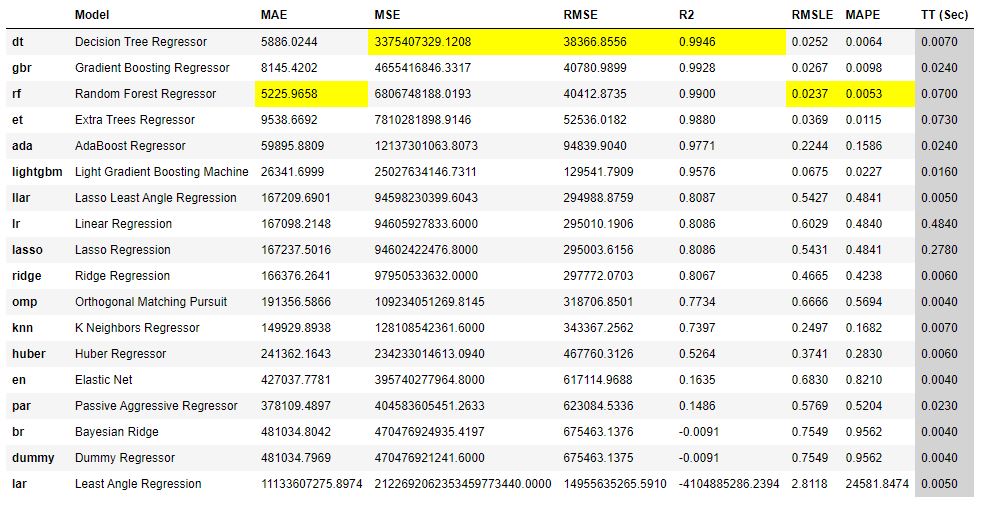 Model MAE MSE RMSE R2 RMSLE MAPE TT (Sec)
dt Decision Tree Regressor 5886.0244 3375407329.1208 38366.8556 0.9946 0.0252 0.0064 0.0070
gbr Gradient Boosting Regressor 8145.4202 4655416846.3317 40780.9899 0.9928 0.0267 0.0098 0.0240
rf Random Forest Regressor 5225.9658 6806748188.0193 40412.8735 0.9900 0.0237 0.0053 0.0700
et Extra Trees Regressor 9538.6692 7810281898.9146 52536.0182 0.9880 0.0369 0.0115 0.0730
ada AdaBoost Regressor 59895.8809 12137301063.8073 94839.9040 0.9771 0.2244 0.1586 0.0240
lightgbm Light Gradient Boosting Machine 26341.6999 25027634146.7311 129541.7909 0.9576 0.0675 0.0227 0.0160
llar Lasso Least Angle Regression 167209.6901 94598230399.6043 294988.8759 0.8087 0.5427 0.4841 0.0050
lr Linear Regression 167098.2148 94605927833.6000 295010.1906 0.8086 0.6029 0.4840 0.4840
lasso Lasso Regression 167237.5016 94602422476.8000 295003.6156 0.8086 0.5431 0.4841 0.2780
ridge Ridge Regression 166376.2641 97950533632.0000 297772.0703 0.8067 0.4665 0.4238 0.0060
omp Orthogonal Matching Pursuit 191356.5866 109234051269.8145 318706.8501 0.7734 0.6666 0.5694 0.0040
knn K Neighbors Regressor 149929.8938 128108542361.6000 343367.2562 0.7397 0.2497 0.1682 0.0070
huber Huber Regressor 241362.1643 234233014613.0940 467760.3126 0.5264 0.3741 0.2830 0.0060
en Elastic Net 427037.7781 395740277964.8000 617114.9688 0.1635 0.6830 0.8210 0.0040
par Passive Aggressive Regressor 378109.4897 404583605451.2633 623084.5336 0.1486 0.5769 0.5204 0.0230
br Bayesian Ridge 481034.8042 470476924935.4197 675463.1376 -0.0091 0.7549 0.9562 0.0040
dummy Dummy Regressor 481034.7969 470476921241.6000 675463.1375 -0.0091 0.7549 0.9562 0.0040
lar Least Angle Regression 11133607275.8974 2122692062353459773440.0000 14955635265.5910 -4104885286.2394 2.8118 24581.8474 0.0050